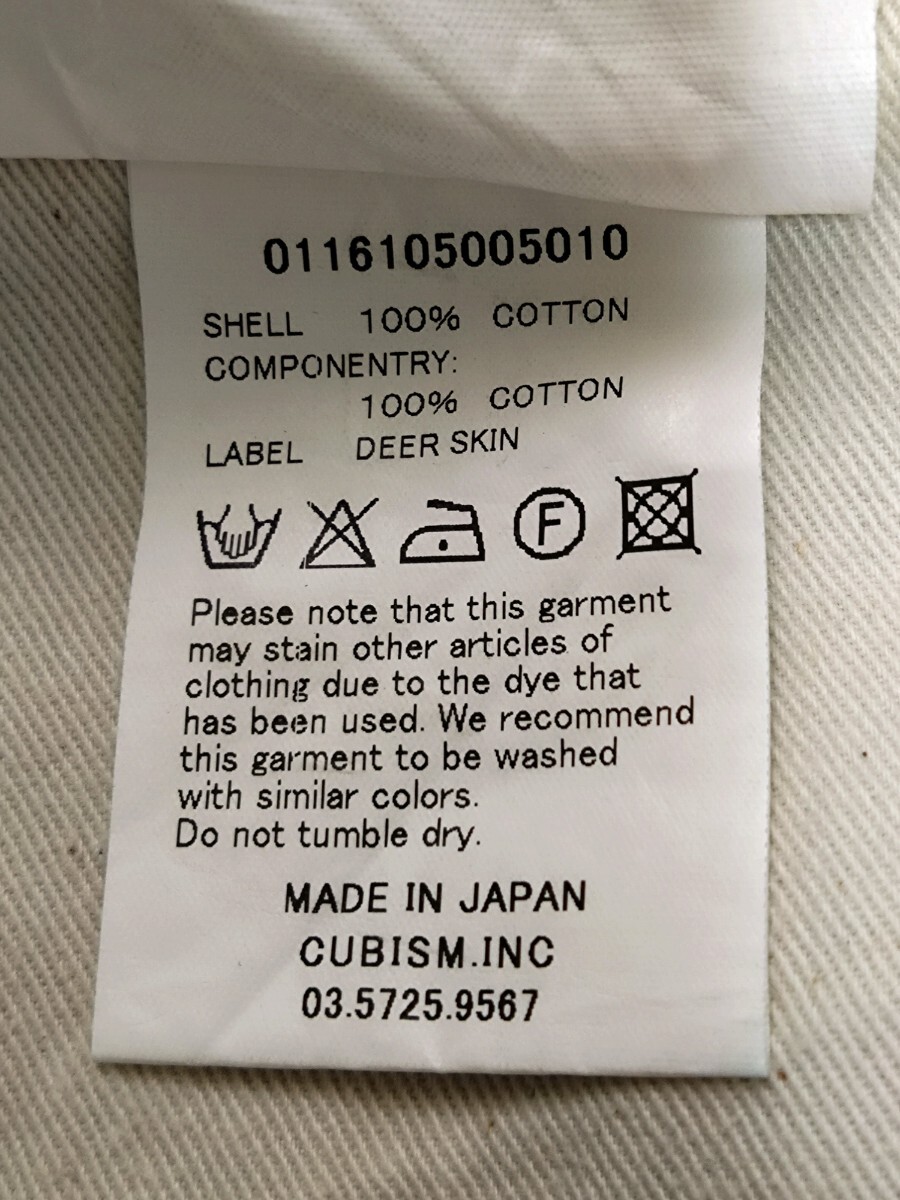 0116105005010
SHELL 100% COTTON
COMPONENTRY:
100% COTTON
LABEL DEER SKIN
F
Please note that this garment
may stain other articles of
clothing due to the dye that
has been used. We recommend
this garment to be washed
with similar colors.
Do not tumble dry.
MADE IN JAPAN
CUBISM.INC
03.5725.9567